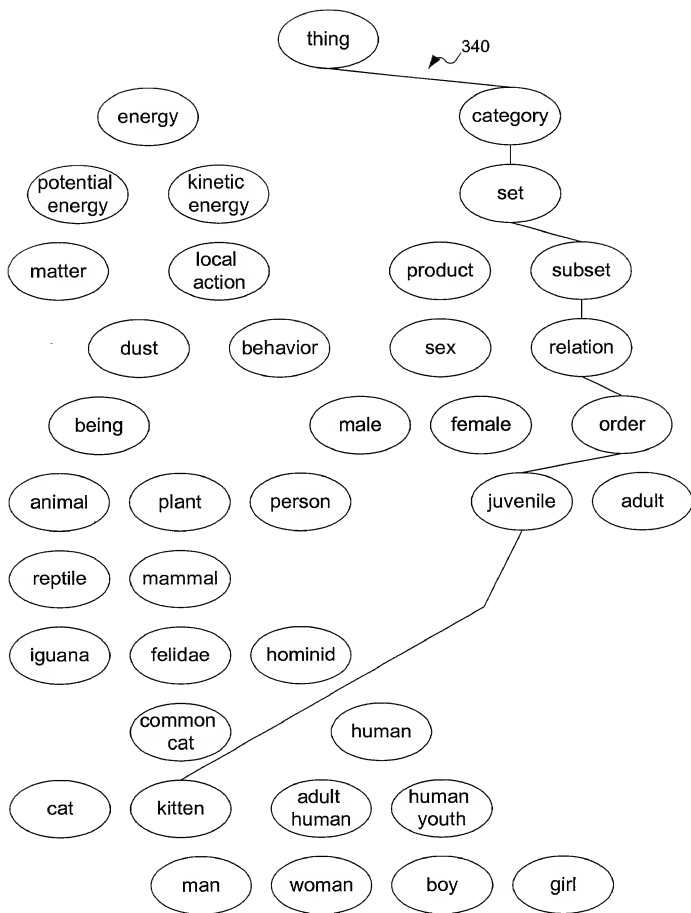 thing
340
energy
category
potential
energy
kinetic
energy
set
matter
local
action
product
subset
dust
behavior
sex
relation
being
male
female
order
animal
plant
person
juvenile
adult
reptile
mammal
iguana
felidae
hominid
common
cat
human
cat
kitten
adult
human
human
youth
man
woman
boy
girl